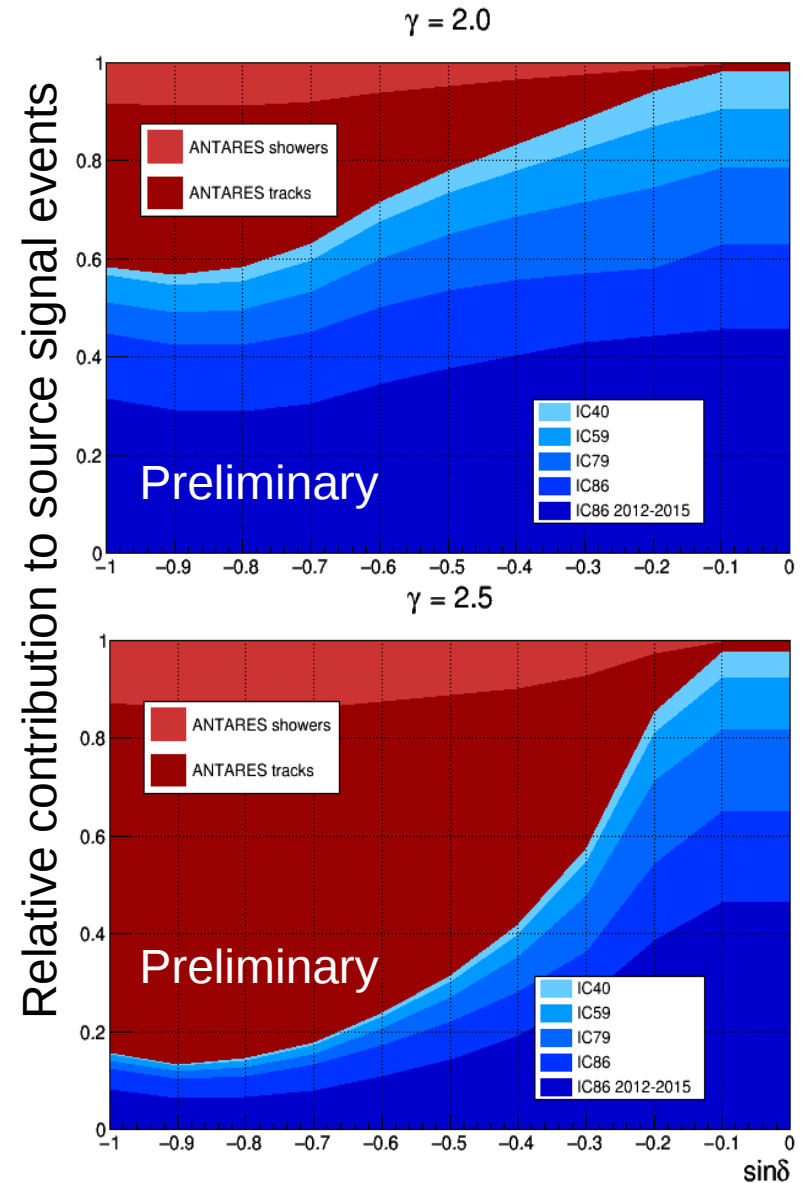 γ = 2.0
Relative contribution to source signal events
1
0.8
0.6
0.4
0.2
0
ANTARES showers
ANTARES tracks
Preliminary
IC40
IC59
IC79
IC86
IC86 2012-2015
−1 −0.9 −0.8 −0.7 −0.6 −0.5 −0.4 −0.3 −0.2 −0.1 0
γ = 2.5
1
0.8
0.6
0.4
0.2
0
ANTARES showers
ANTARES tracks
Preliminary
IC40
IC59
IC79
IC86
IC86 2012-2015
−1 −0.9 −0.8 −0.7 −0.6 −0.5 −0.4 −0.3 −0.2 −0.1 0
sinδ